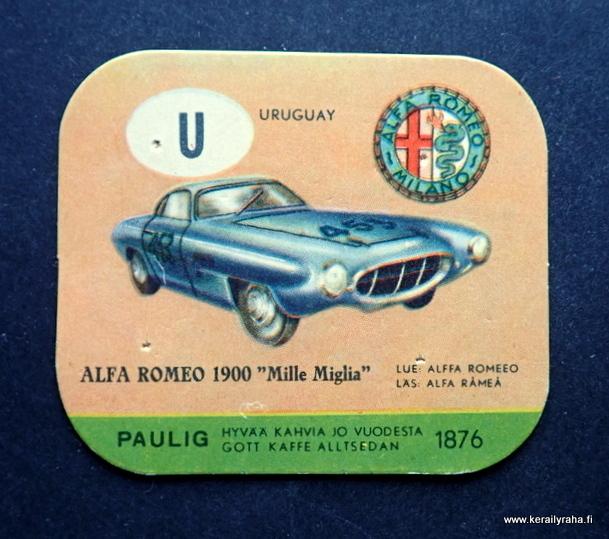 U
URUGUAY
ALFA ROMEO
MILANO
ALFA ROMEO 1900 "Mille Miglia"
LUE: ALFFA ROMEEO
LÄS: ALFA RÅMEÅ
PAULIG
HYVÄÄ KAHVIA JO VUODESTA
GOTT KAFFE ALLTSEDAN
1876
www.kerailyraha.fi